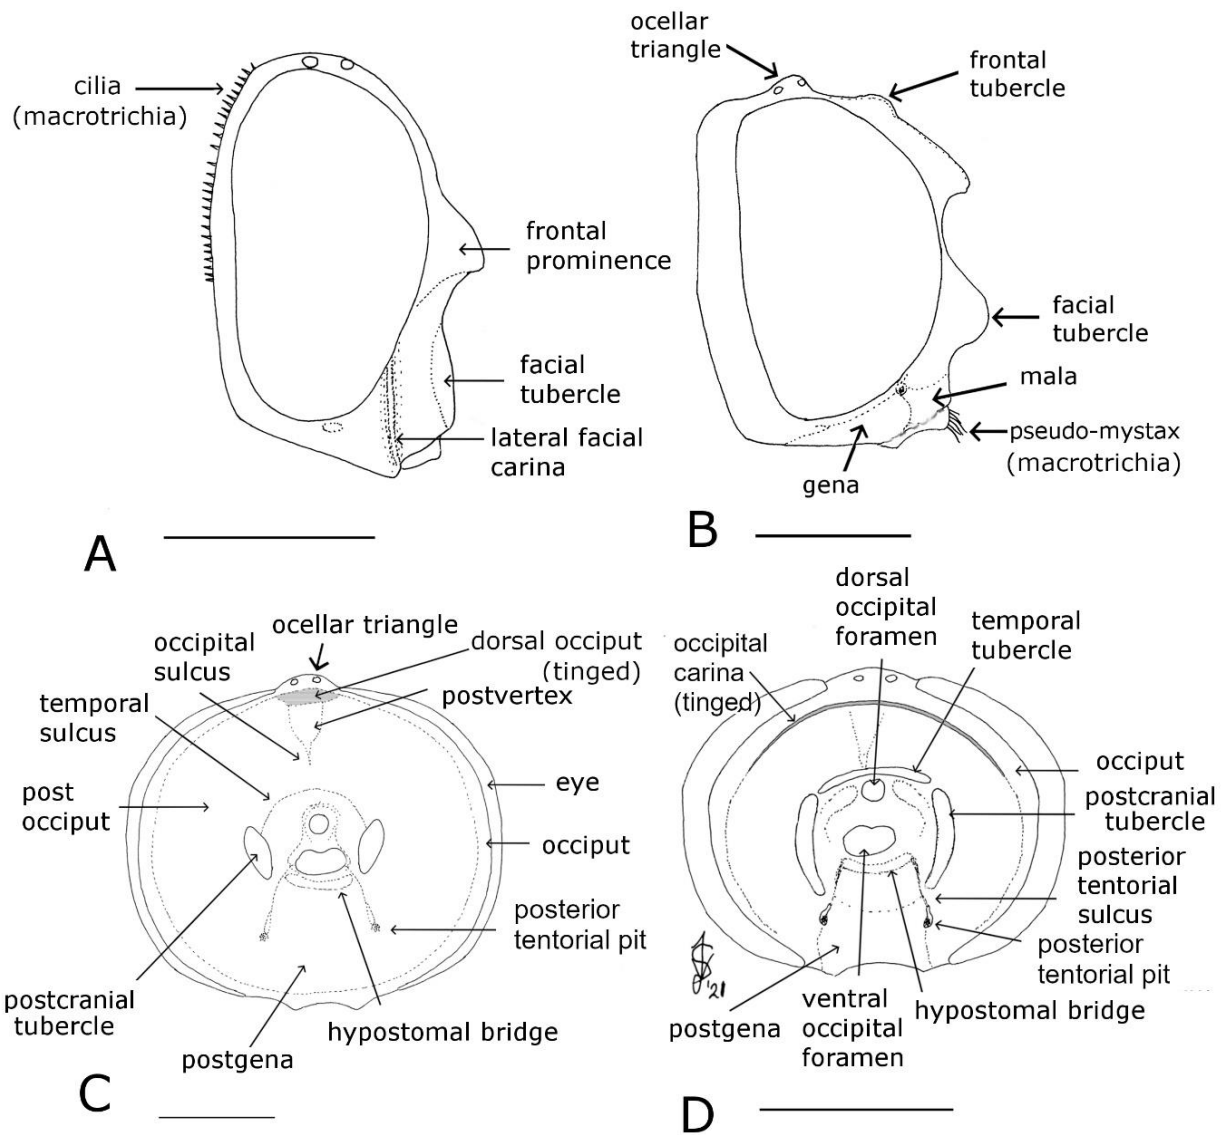 cilia
(macrotrichia)
frontal
prominence
facial
tubercle
lateral facial
carina
A
ocellar
triangle
frontal
tubercle
facial
tubercle
mala
pseudo-mystax
(macrotrichia)
gena
B
occipital
sulcus
ocellar triangle
dorsal occiput
(tinged)
postvertex
temporal
sulcus
post
occiput
eye
occiput
posterior
tentorial pit
postcranial
tubercle
hypostomal bridge
postgena
C
dorsal
occipital
foramen
temporal
tubercle
occipital
carina
(tinged)
occiput
postcranial
tubercle
posterior
tentorial
sulcus
posterior
tentorial pit
hypostomal bridge
ventral
occipital
foramen
postgena
'21
D